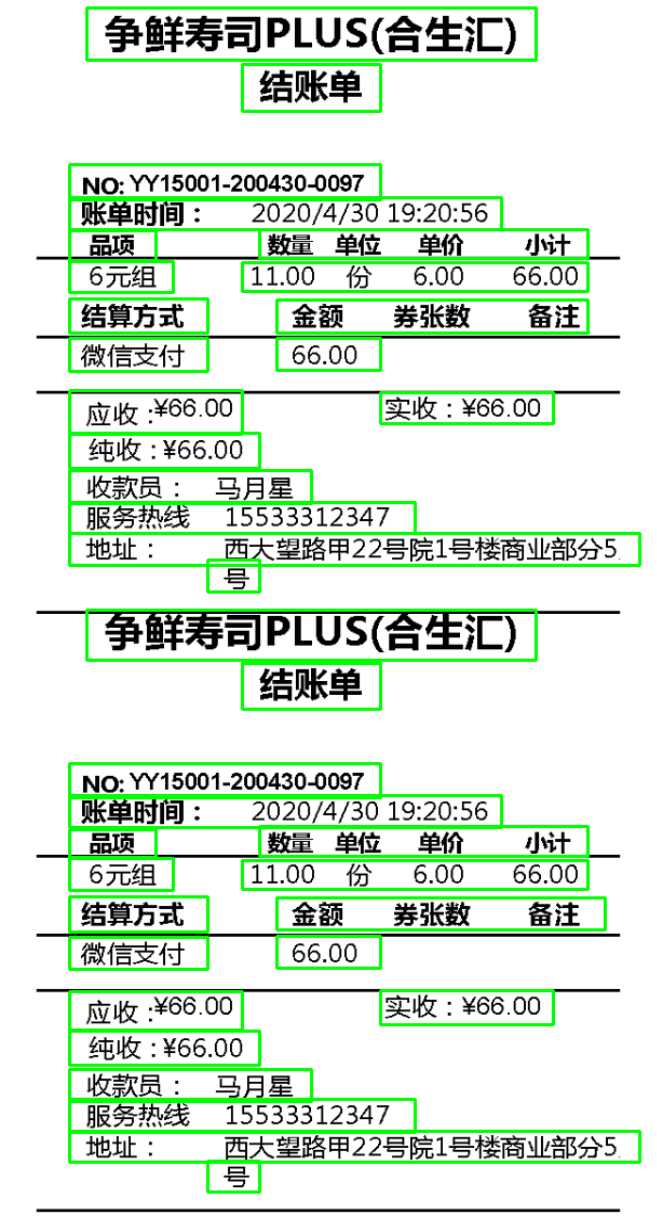 争鲜寿司PLUS(合生汇)
结账单
NO: YY15001-200430-0097
账单时间： 2020/4/30 19:20:56
品项 数量 单位 单价 小计
6元组 11.00 份 6.00 66.00
结算方式 金额 券张数 备注
微信支付 66.00
应收 :¥66.00 实收：¥66.00
纯收 : ¥66.00
收款员： 马月星
服务热线 15533312347
地址： 西大望路甲22号院1号楼商业部分5
号
争鲜寿司PLUS(合生汇)
结账单
NO: YY15001-200430-0097
账单时间： 2020/4/30 19:20:56
品项 数量 单位 单价 小计
6元组 11.00 份 6.00 66.00
结算方式 金额 券张数 备注
微信支付 66.00
应收 :¥66.00 实收：¥66.00
纯收 : ¥66.00
收款员： 马月星
服务热线 15533312347
地址： 西大望路甲22号院1号楼商业部分5
号